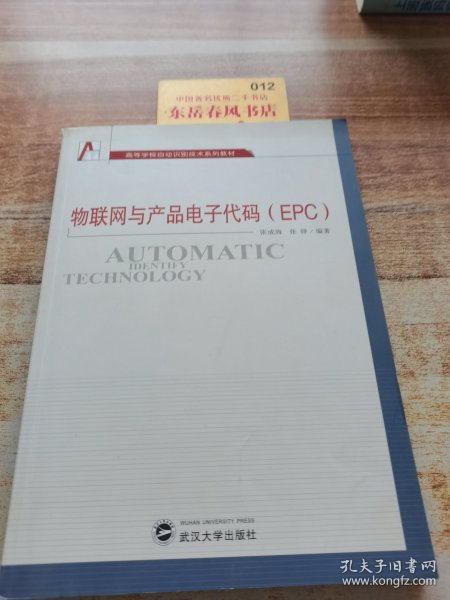 012
中国著名民族二手书店
东岳春风书店
高等学校自动识别技术系列教材
物联网与产品电子代码(EPC)
张成海 张铎/编著
AUTOMATIC
IDENTIFY
TECHNOLOGY
WUHAN UNIVERSITY PRESS
武汉大学出版社
孔夫子旧书网
www.kongfz.com